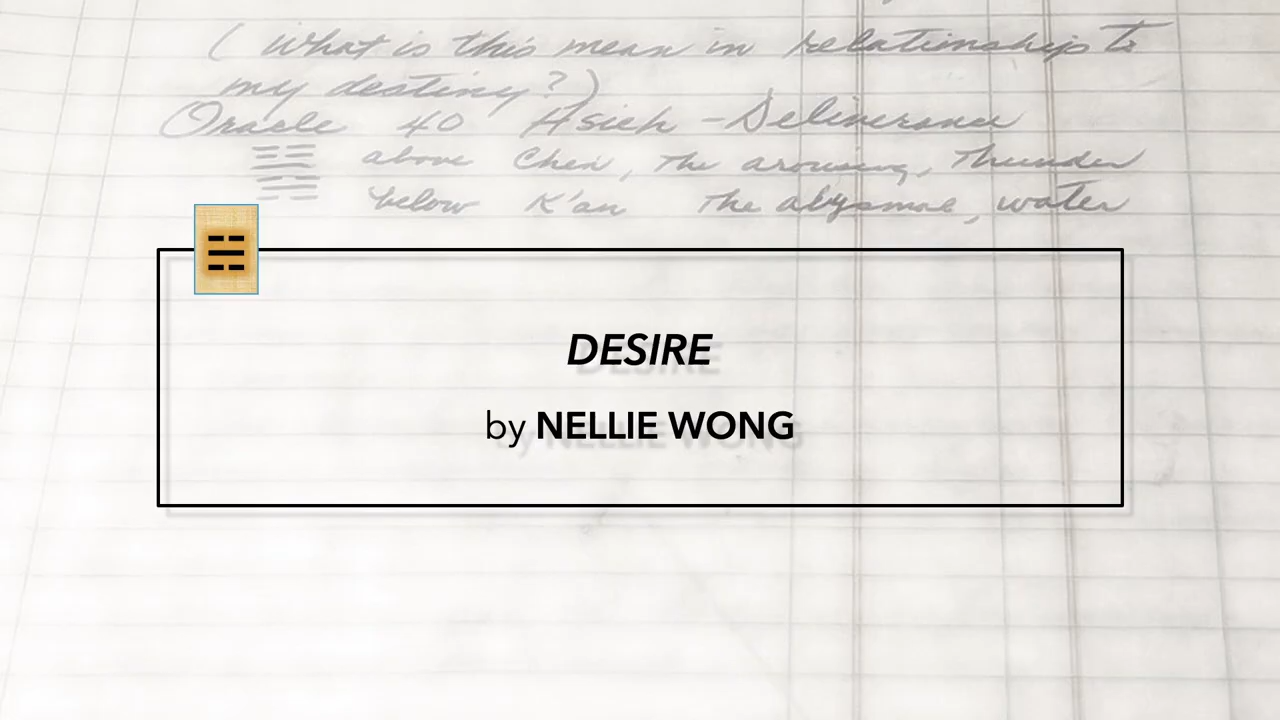 ( What is this mean in relationship to
my destiny? )
Oracle 40 Hsieh - Deliverance
above Chen, the arousing, Thunder
below K'an the abysmal, water
DESIRE
by NELLIE WONG